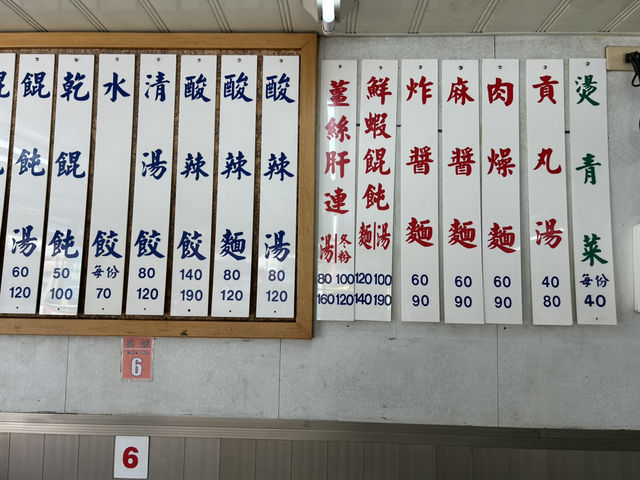 燙青菜
每份
40
貢丸湯
40
80
肉燥麵
60
90
麻醬麵
60
90
炸醬麵
60
90
鮮蝦餛飩
麵 湯
120 100
140 190
薑絲肝連
湯 冬粉
80 100
160 120
酸辣湯
80
120
酸辣麵
80
120
酸辣餃
140
190
清湯餃
80
120
水餃
每份
70
乾餛飩
50
100
餛飩湯
60
120
6
6